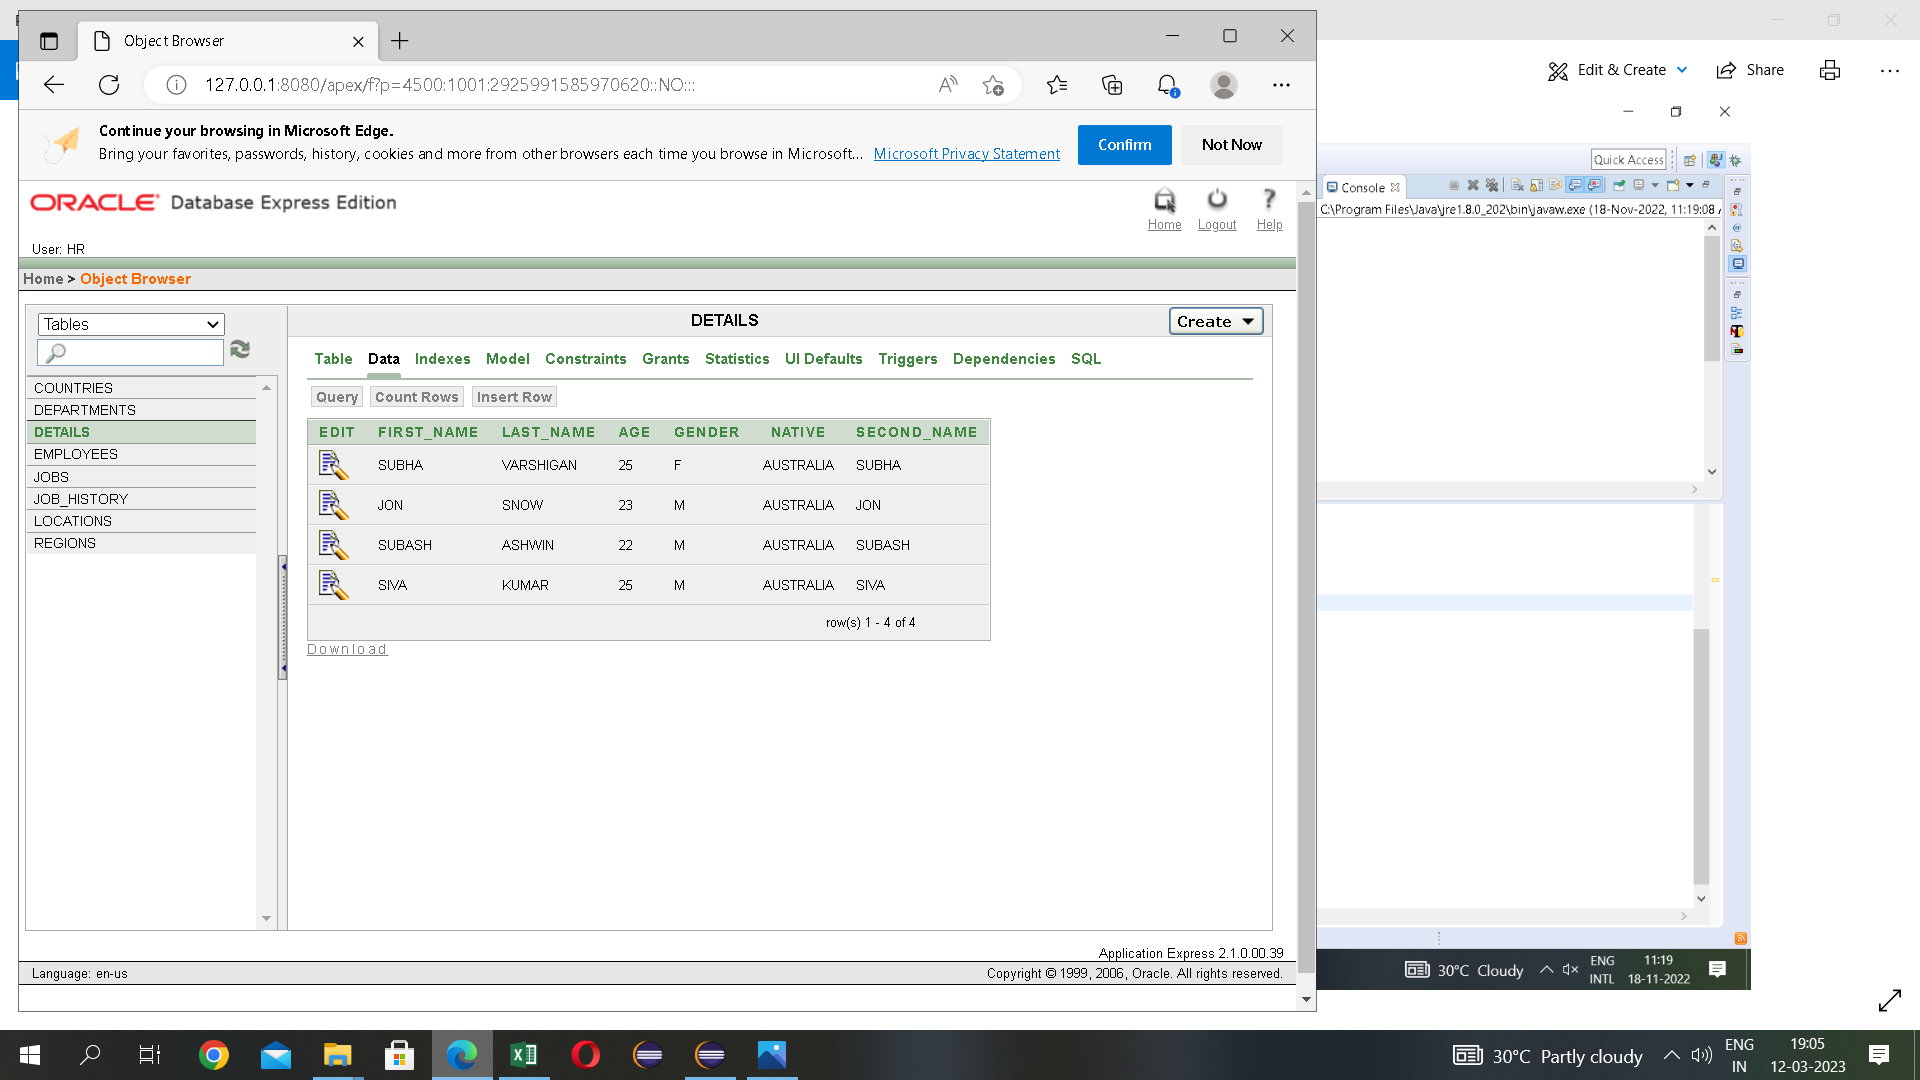 Object Browser
127.0.0.1:8080/apex/f?p=4500:1001:2925991585970620::NO:::
Continue your browsing in Microsoft Edge.
Bring your favorites, passwords, history, cookies and more from other browsers each time you browse in Microsoft...
Microsoft Privacy Statement
Confirm
Not Now
ORACLE Database Express Edition
Home
Logout
Help
User: HR
Home > Object Browser
Tables
COUNTRIES
DEPARTMENTS
DETAILS
EMPLOYEES
JOBS
JOB_HISTORY
LOCATIONS
REGIONS
DETAILS
Create
Table Data Indexes Model Constraints Grants Statistics UI Defaults Triggers Dependencies SQL
Query Count Rows Insert Row
EDIT FIRST_NAME LAST_NAME AGE GENDER NATIVE SECOND_NAME
SUBHA VARSHIGAN 25 F AUSTRALIA SUBHA
JON SNOW 23 M AUSTRALIA JON
SUBASH ASHWIN 22 M AUSTRALIA SUBASH
SIVA KUMAR 25 M AUSTRALIA SIVA
row(s) 1 - 4 of 4
Download
Application Express 2.1.0.00.39
Language: en-us
Copyright © 1999, 2006, Oracle. All rights reserved.
Edit & Create
Share
Quick Access
Console
C:\Program Files\Java\jre1.8.0_202\bin\javaw.exe (18-Nov-2022, 11:19:08
30°C Cloudy
ENG
INTL
11:19
18-11-2022
30°C Partly cloudy
ENG
IN
19:05
12-03-2023